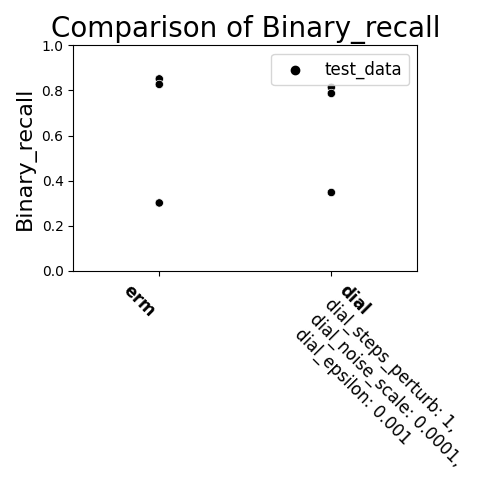 Comparison of Binary_recall
Binary_recall
1.0
0.8
0.6
0.4
0.2
0.0
test_data
erm
dial
dial_steps_perturb: 1,
dial_noise_scale: 0.0001,
dial_epsilon: 0.001